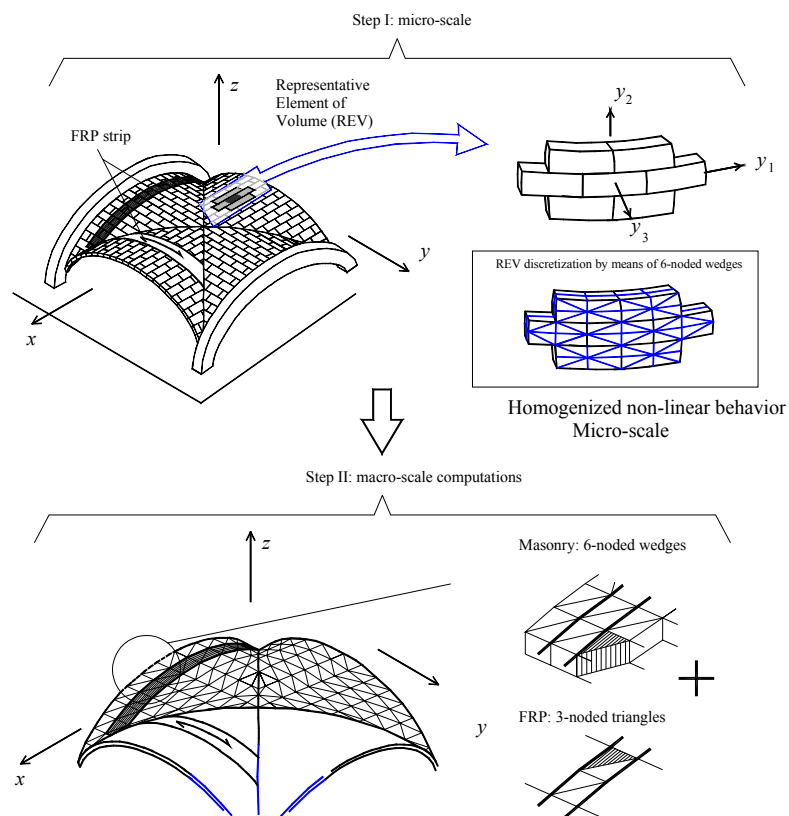 Step I: micro-scale
z
Representative
Element of
Volume (REV)
FRP strip
y2
y1
y3
y
x
REV discretization by means of 6-noded wedges
Homogenized non-linear behavior
Micro-scale
Step II: macro-scale computations
z
Masonry: 6-noded wedges
FRP: 3-noded triangles
y
x